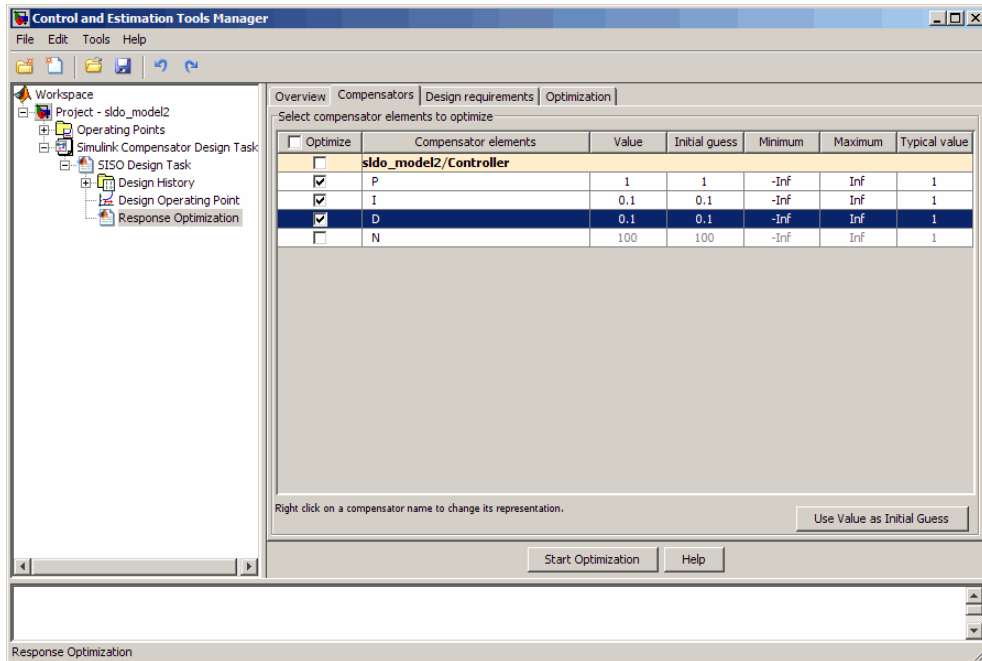 Control and Estimation Tools Manager
File Edit Tools Help
Workspace
Project - sldo_model2
Operating Points
Simulink Compensator Design Task
SISO Design Task
Design History
Design Operating Point
Response Optimization
Overview Compensators Design requirements Optimization
Select compensator elements to optimize
Optimize Compensator elements Value Initial guess Minimum Maximum Typical value
sldo_model2/Controller
P 1 1 -Inf Inf 1
I 0.1 0.1 -Inf Inf 1
D 0.1 0.1 -Inf Inf 1
N 100 100 -Inf Inf 1
Right click on a compensator name to change its representation.
Use Value as Initial Guess
Start Optimization Help
Response Optimization